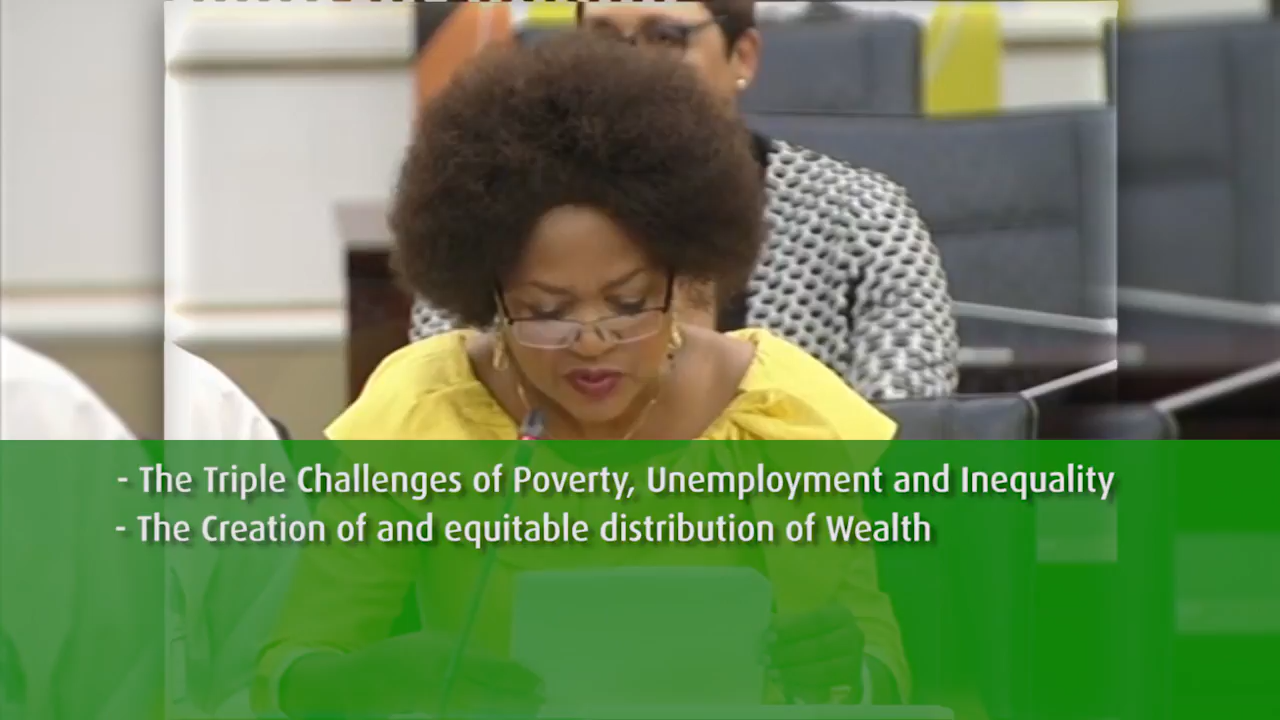 - The Triple Challenges of Poverty, Unemployment and Inequality
- The Creation of and equitable distribution of Wealth